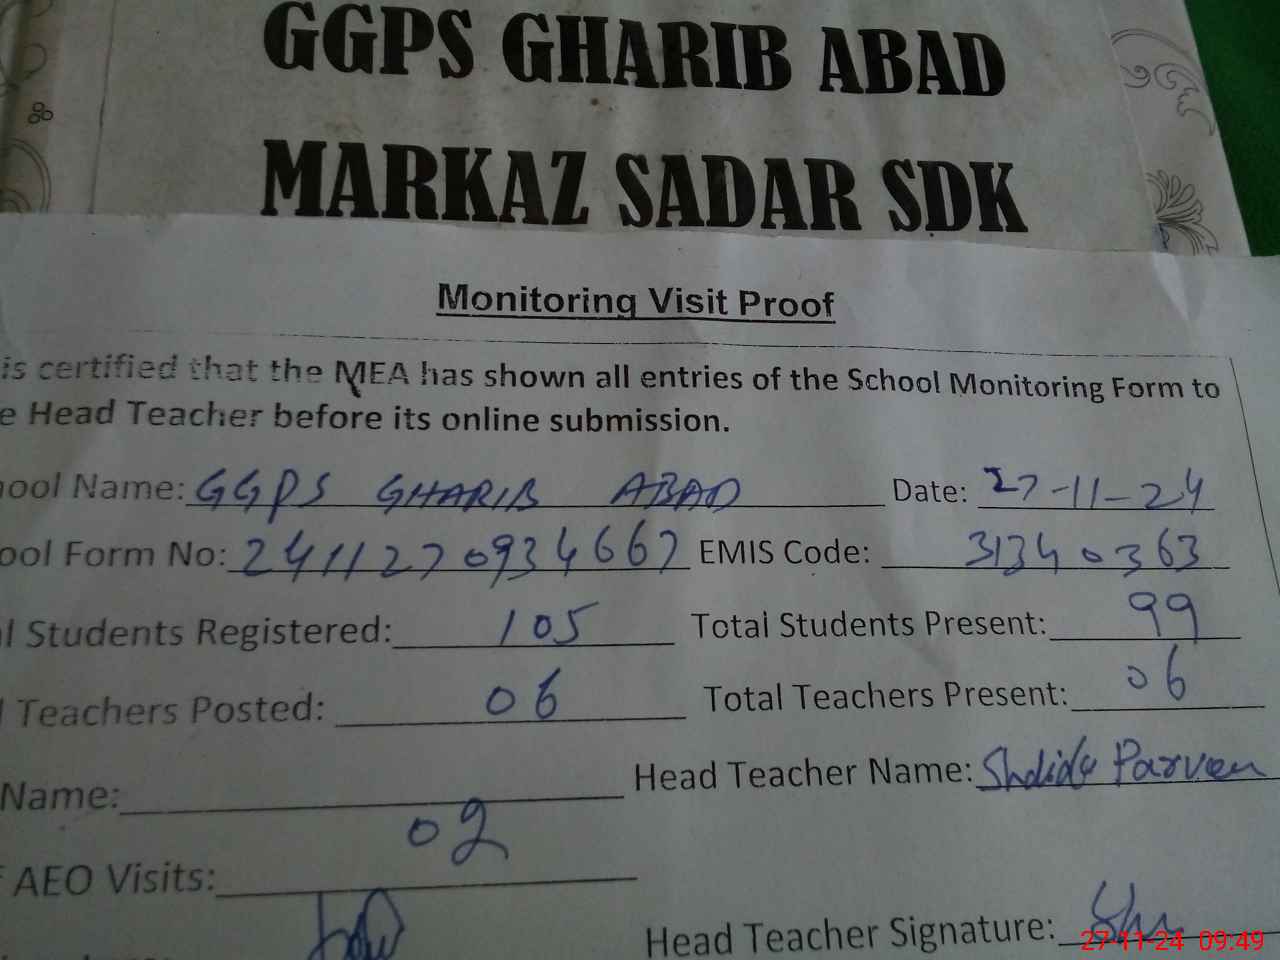 GGPS GHARIB ABAD
MARKAZ SADAR SDK
Monitoring Visit Proof
is certified that the MEA has shown all entries of the School Monitoring Form to
e Head Teacher before its online submission.
ool Name: GGPS GHARIB ABAD Date: 27-11-24
ool Form No: 2411270934667 EMIS Code: 31340363
l Students Registered: 105 Total Students Present: 99
Teachers Posted: 06 Total Teachers Present: 06
Name: Head Teacher Name: Shahida Parveen
AEO Visits: 02
Head Teacher Signature:
27-11-24 09:49